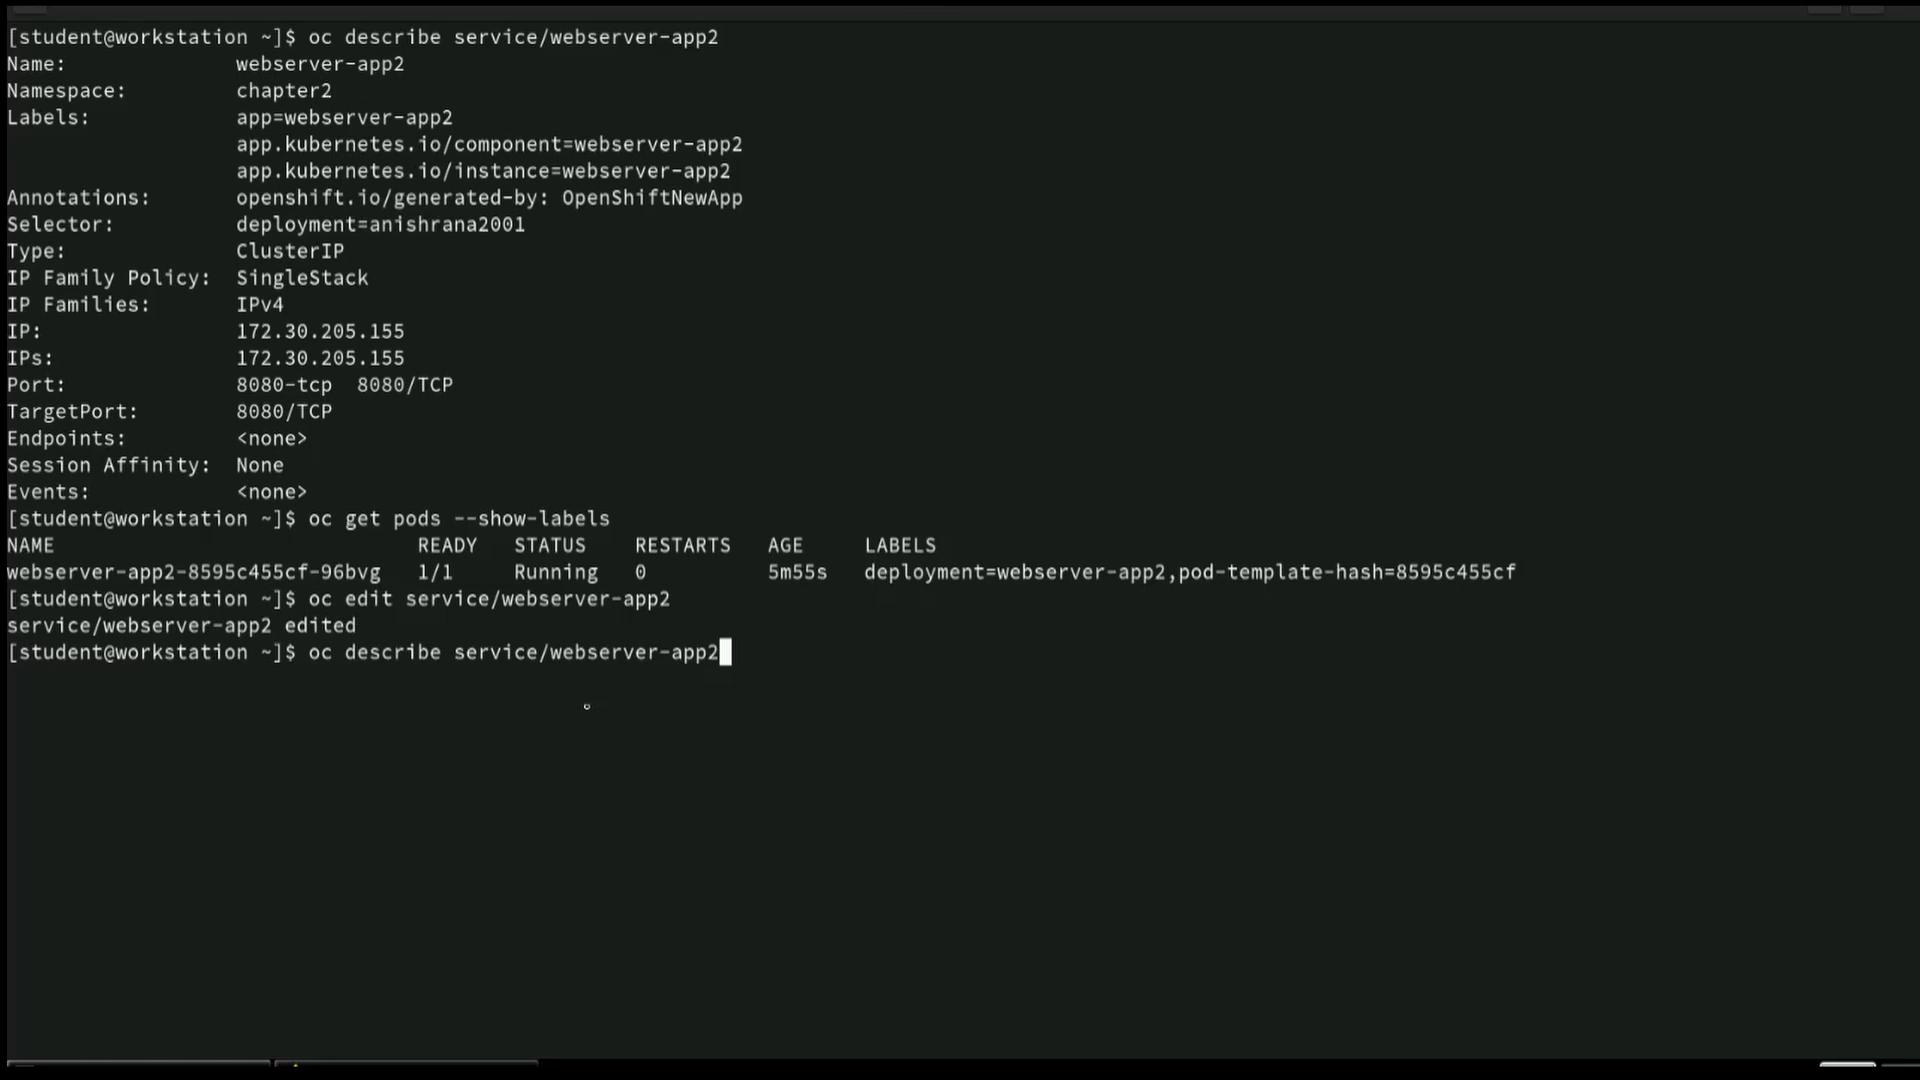 [student@workstation ~]$ oc describe service/webserver-app2
Name:              webserver-app2
Namespace:         chapter2
Labels:            app=webserver-app2
                   app.kubernetes.io/component=webserver-app2
                   app.kubernetes.io/instance=webserver-app2
Annotations:       openshift.io/generated-by: OpenShiftNewApp
Selector:          deployment=anishrana2001
Type:              ClusterIP
IP Family Policy:  SingleStack
IP Families:       IPv4
IP:                172.30.205.155
IPs:               172.30.205.155
Port:              8080-tcp  8080/TCP
TargetPort:        8080/TCP
Endpoints:         <none>
Session Affinity:  None
Events:            <none>
[student@workstation ~]$ oc get pods --show-labels
NAME                              READY   STATUS    RESTARTS   AGE     LABELS
webserver-app2-8595c455cf-96bvg   1/1     Running   0          5m55s   deployment=webserver-app2,pod-template-hash=8595c455cf
[student@workstation ~]$ oc edit service/webserver-app2
service/webserver-app2 edited
[student@workstation ~]$ oc describe service/webserver-app2